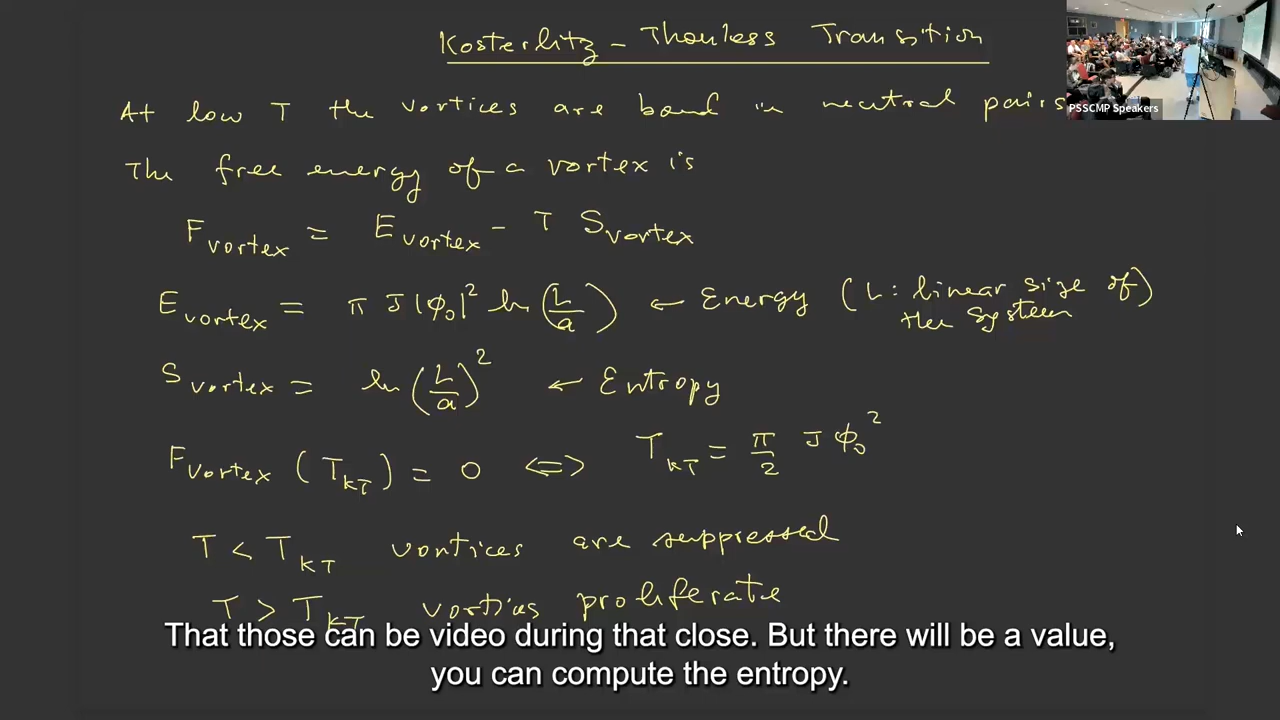 Kosterlitz - Thouless Transition
PSSCMP Speakers
At low T the vortices are bound in neutral pairs
The free energy of a vortex is
F_vortex = E_vortex - T S_vortex
E_vortex = π J |ϕ₀|² ln (L/a) ← Energy (L: linear size of the system)
S_vortex = ln (L/a)² ← Entropy
F_vortex (T_KT) = 0 ⟺ T_KT = π/2 J ϕ₀²
T < T_KT vortices are suppressed
T > T_KT vortices proliferate
That those can be video during that close. But there will be a value,
you can compute the entropy.